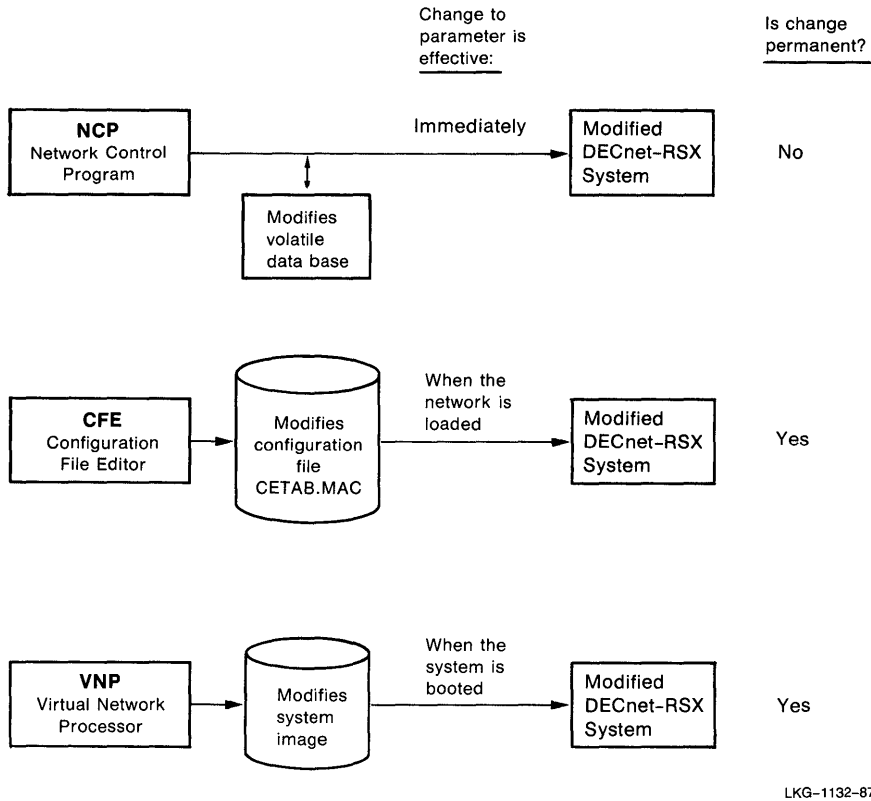 Change to
parameter is
effective:
Is change
permanent?
NCP
Network Control
Program
Immediately
Modified
DECnet-RSX
System
No
Modifies
volatile
data base
CFE
Configuration
File Editor
Modifies
configuration
file
CETAB.MAC
When the
network is
loaded
Modified
DECnet-RSX
System
Yes
VNP
Virtual Network
Processor
Modifies
system
image
When the
system is
booted
Modified
DECnet-RSX
System
Yes
LKG-1132-87